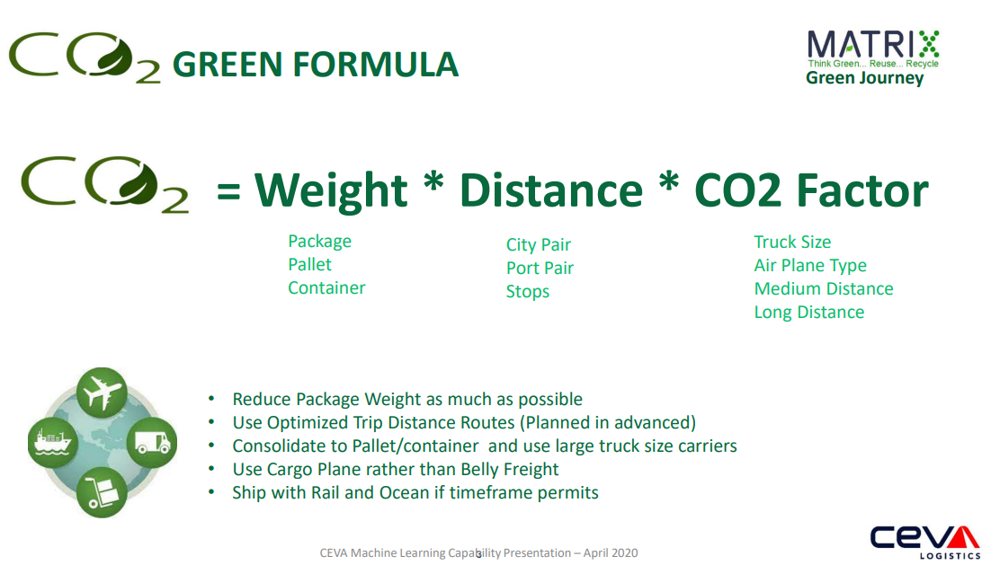 CO2 GREEN FORMULA
MATRIX
Think Green... Reuse... Recycle
Green Journey
CO2 = Weight * Distance * CO2 Factor
Package
Pallet
Container
City Pair
Port Pair
Stops
Truck Size
Air Plane Type
Medium Distance
Long Distance
• Reduce Package Weight as much as possible
• Use Optimized Trip Distance Routes (Planned in advanced)
• Consolidate to Pallet/container  and use large truck size carriers
• Use Cargo Plane rather than Belly Freight
• Ship with Rail and Ocean if timeframe permits
CEVA Machine Learning Capability Presentation – April 2020
3
CEVA
LOGISTICS